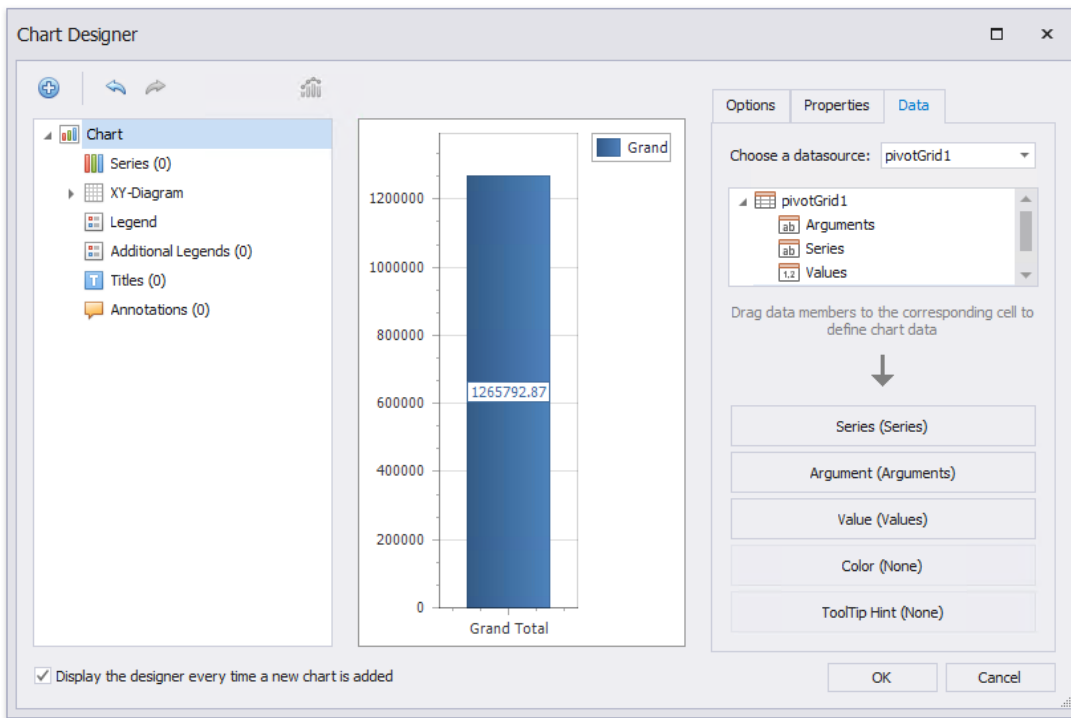 Chart Designer
Chart
Series (0)
XY-Diagram
Legend
Additional Legends (0)
T Titles (0)
Annotations (0)
Grand
1200000
1000000
800000
1265792.87
600000
400000
200000
0
Grand Total
Options Properties Data
Choose a datasource: pivotGrid1
pivotGrid1
ab Arguments
ab Series
1,2 Values
Drag data members to the corresponding cell to
define chart data
Series (Series)
Argument (Arguments)
Value (Values)
Color (None)
ToolTip Hint (None)
Display the designer every time a new chart is added
OK Cancel